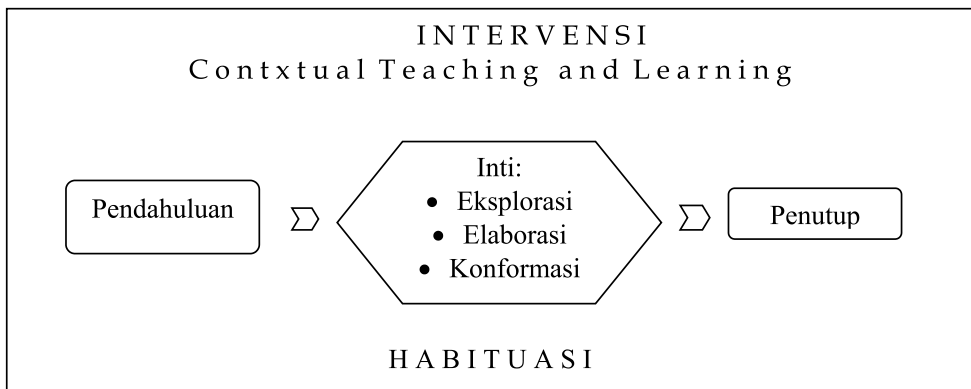 INTERVENSI
Contxtual Teaching and Learning
Pendahuluan
Inti:
• Eksplorasi
• Elaborasi
• Konformasi
Penutup
HABITUASI